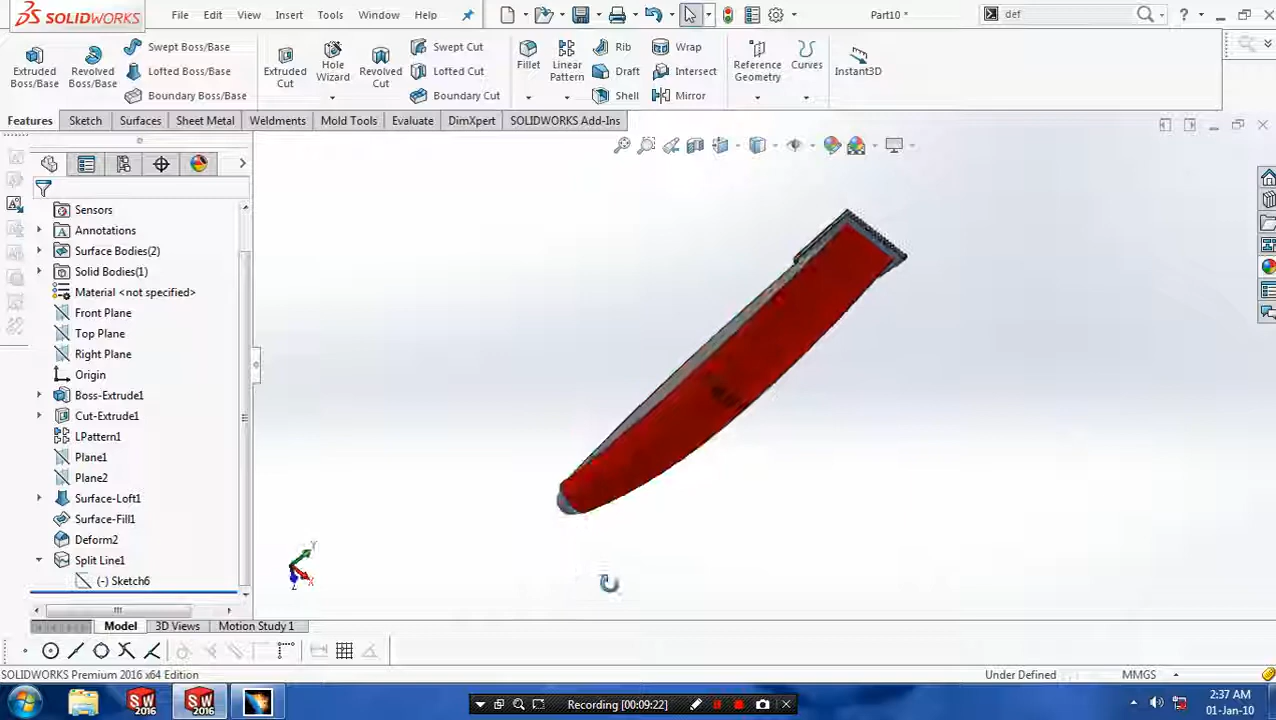 SOLIDWORKS File Edit View Insert Tools Window Help Part10 * def ?
Extruded Boss/Base
Revolved Boss/Base
Swept Boss/Base
Lofted Boss/Base
Boundary Boss/Base
Extruded Cut
Hole Wizard
Revolved Cut
Swept Cut
Lofted Cut
Boundary Cut
Fillet
Linear Pattern
Rib
Draft
Shell
Wrap
Intersect
Mirror
Reference Geometry
Curves
Instant3D
Features Sketch Surfaces Sheet Metal Weldments Mold Tools Evaluate DimXpert SOLIDWORKS Add-Ins
Sensors
Annotations
Surface Bodies(2)
Solid Bodies(1)
Material <not specified>
Front Plane
Top Plane
Right Plane
Origin
Boss-Extrude1
Cut-Extrude1
LPattern1
Plane1
Plane2
Surface-Loft1
Surface-Fill1
Deform2
Split Line1
(-) Sketch6
Y
X
Z
Model 3D Views Motion Study 1
SOLIDWORKS Premium 2016 x64 Edition Under Defined MMGS
SW 2016 SW 2016 Recording [00:09:22] 2:37 AM
01-Jan-10